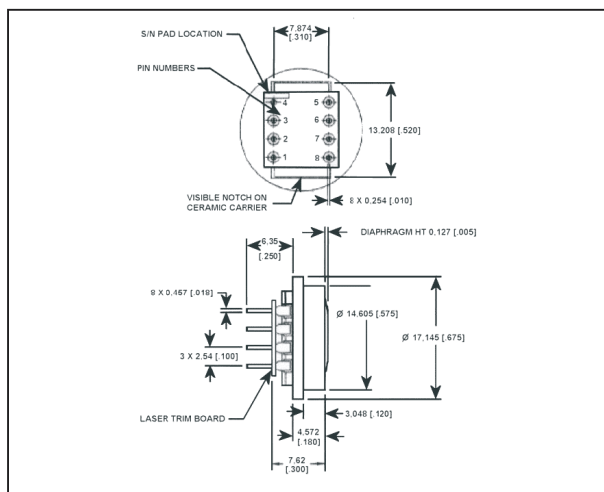 7.874
[.310]
S/N PAD LOCATION
PIN NUMBERS
4 5
3 6
2 7
1 8
13.208 [.520]
VISIBLE NOTCH ON
CERAMIC CARRIER
8 X 0.254 [.010]
DIAPHRAGM HT 0.127 [.005]
6.35
[.250]
8 X 0.457 [.018]
Ø 14.605 [.575]
Ø 17.145 [.675]
3 X 2.54 [.100]
LASER TRIM BOARD
3.048 [.120]
4.572
[.180]
7.62
[.300]